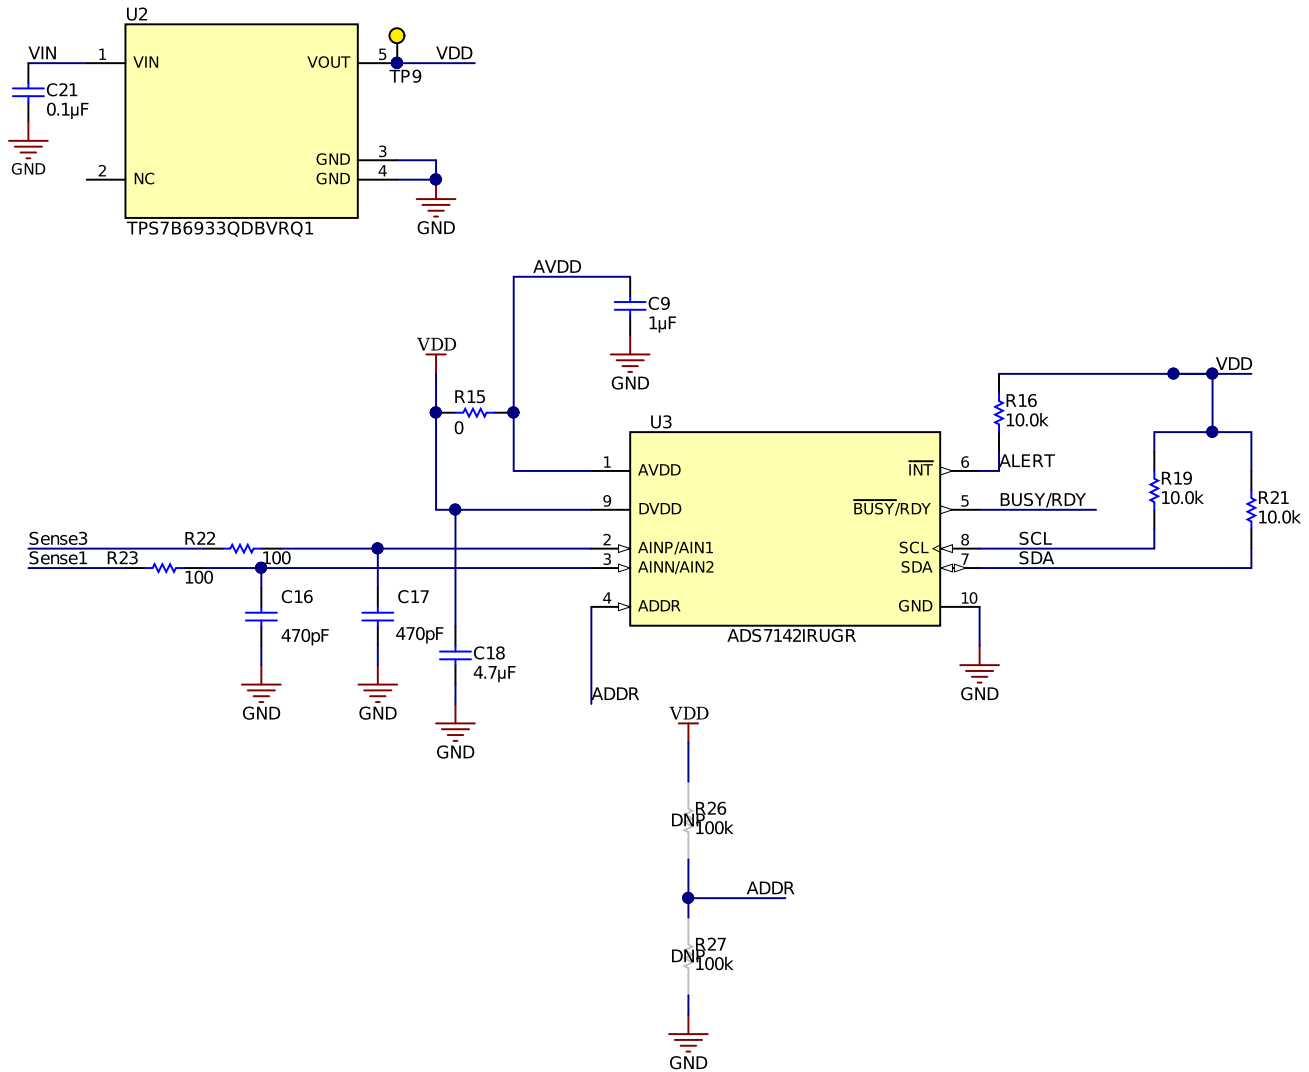 U2
VIN
1
VIN
VOUT
5
VDD
TP9
C21
0.1µF
GND
2
NC
GND
3
GND
4
TPS7B6933QDBVRQ1
GND
AVDD
C9
1µF
GND
VDD
R15
0
VDD
R16
10.0k
U3
1
AVDD
INT
6
ALERT
9
DVDD
BUSY/RDY
5
BUSY/RDY
R19
10.0k
R21
10.0k
Sense3
R22
100
2
AINP/AIN1
SCL
8
SCL
Sense1
R23
100
3
AINN/AIN2
SDA
7
SDA
4
ADDR
GND
10
ADS7142IRUGR
C16
470pF
C17
470pF
C18
4.7µF
GND
GND
GND
ADDR
GND
VDD
R26
DNP
100k
ADDR
R27
DNP
100k
GND